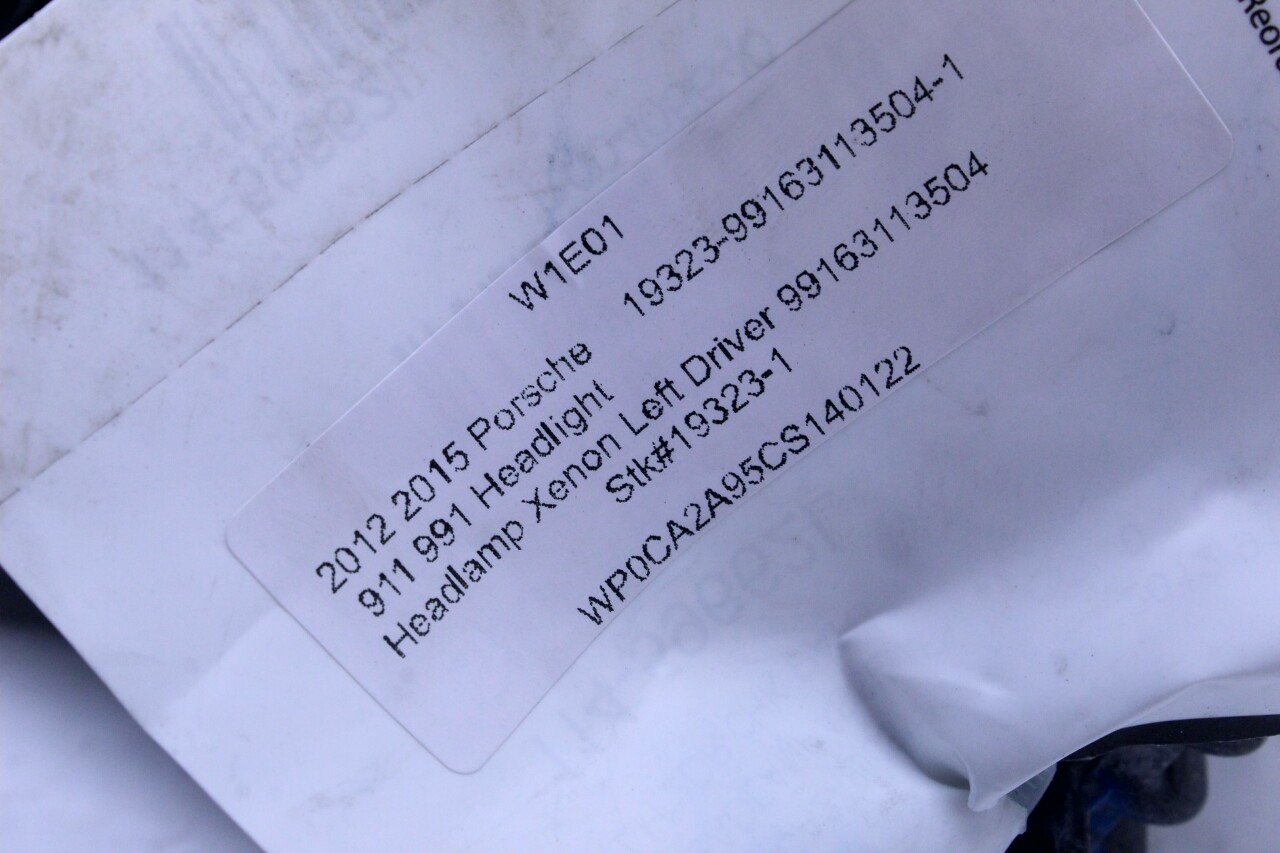 W1E01
19323-99163113504-1
2012 2015 Porsche
911 991 Headlight
Headlamp Xenon Left Driver 99163113504
Stk#19323-1
WP0CA2A95CS140122